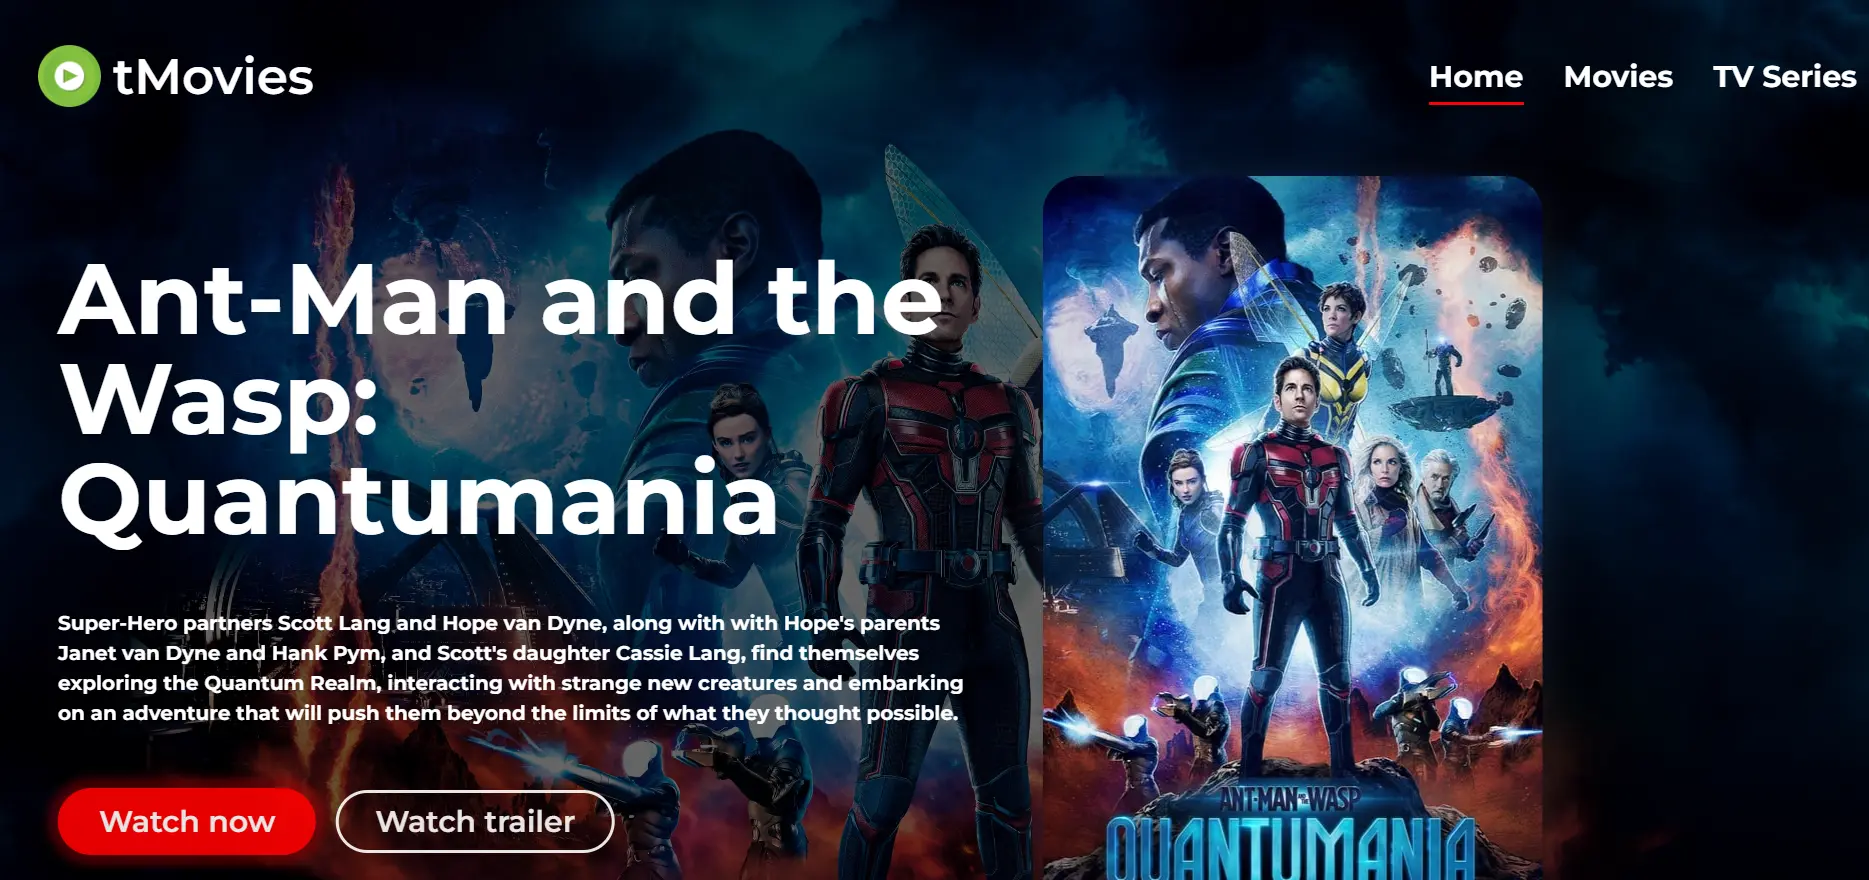 tMovies
Home Movies TV Series
Ant-Man and the
Wasp:
Quantumania
Super-Hero partners Scott Lang and Hope van Dyne, along with with Hope's parents
Janet van Dyne and Hank Pym, and Scott's daughter Cassie Lang, find themselves
exploring the Quantum Realm, interacting with strange new creatures and embarking
on an adventure that will push them beyond the limits of what they thought possible.
Watch now
Watch trailer
ANT-MAN AND THE WASP
QUANTUMANIA